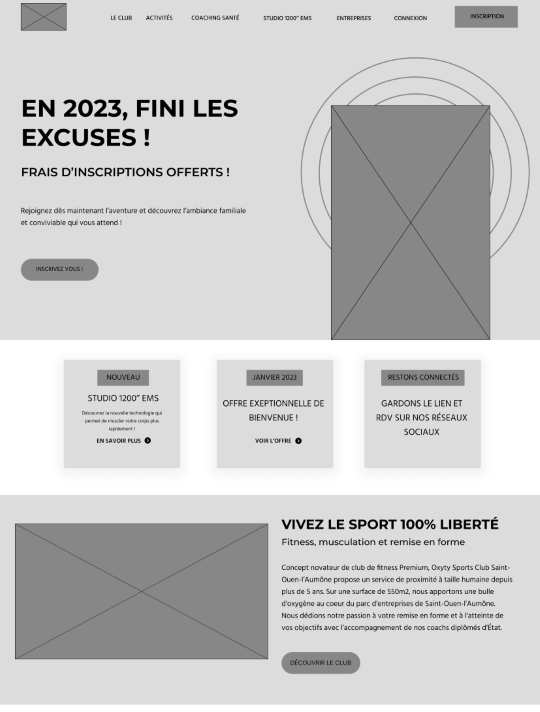 LE CLUB ACTIVITÉS COACHING SANTÉ STUDIO 1200" EMS ENTREPRISES CONNEXION INSCRIPTION
EN 2023, FINI LES
EXCUSES !
FRAIS D'INSCRIPTIONS OFFERTS !
Rejoignez dès maintenant l'aventure et découvrez l'ambiance familiale
et conviviable qui vous attend !
INSCRIVEZ VOUS !
NOUVEAU
STUDIO 1200" EMS
Découvrez la nouvelle technologie qui
permet de muscler votre corps plus
rapidement !
EN SAVOIR PLUS
JANVIER 2023
OFFRE EXEPTIONNELLE DE
BIENVENUE !
VOIR L'OFFRE
RESTONS CONNECTÉS
GARDONS LE LIEN ET
RDV SUR NOS RÉSEAUX
SOCIAUX
VIVEZ LE SPORT 100% LIBERTÉ
Fitness, musculation et remise en forme
Concept novateur de club de fitness Premium, Oxyty Sports Club Saint-
Ouen-l'Aumône propose un service de proximité à taille humaine depuis
plus de 5 ans. Sur une surface de 550m2, nous apportons une bulle
d'oxygène au coeur du parc d'entreprises de Saint-Ouen-l'Aumône.
Nous dédions notre passion à votre remise en forme et à l'atteinte de
vos objectifs avec l'accompagnement de nos coachs diplômés d'État.
DÉCOUVRIR LE CLUB